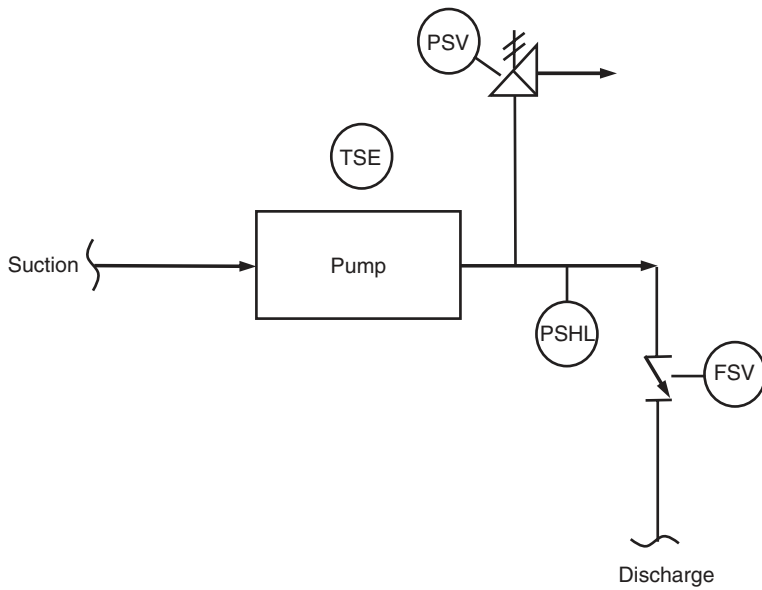 PSV
TSE
Suction
Pump
PSHL
FSV
Discharge